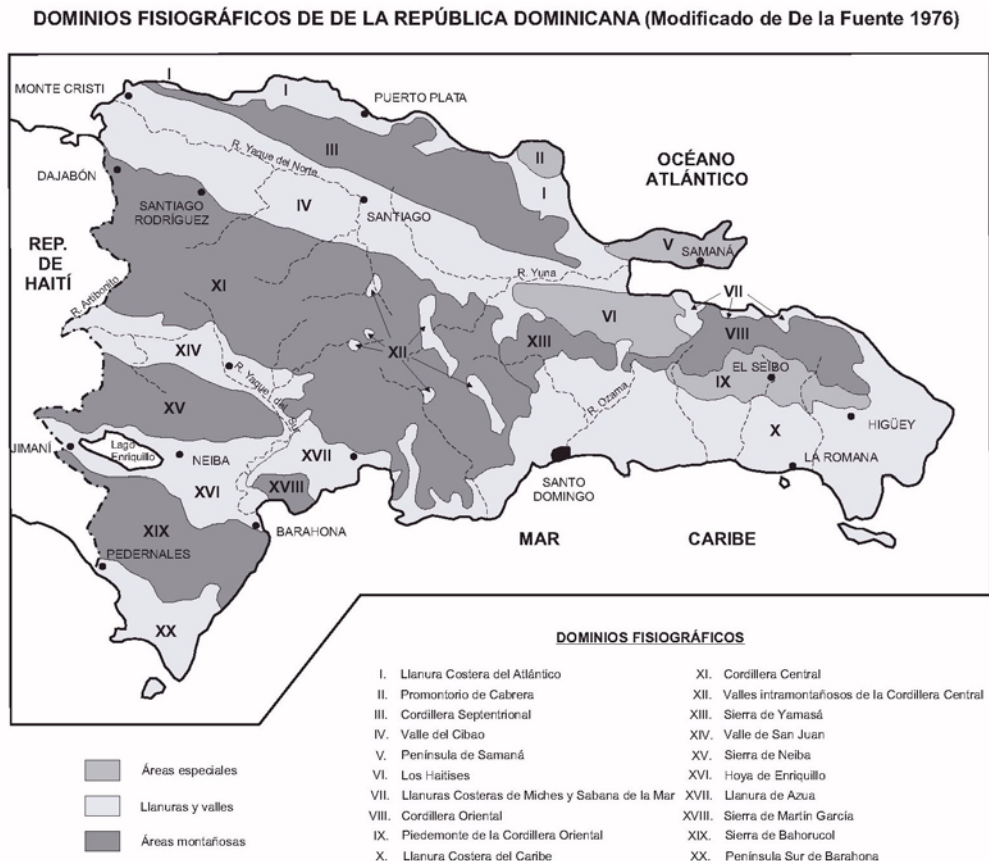 DOMINIOS FISIOGRÁFICOS DE DE LA REPÚBLICA DOMINICANA (Modificado de De la Fuente 1976)
I
MONTE CRISTI
I
PUERTO PLATA
III
R. Yaque del Norte
II
OCÉANO
ATLÁNTICO
DAJABÓN
I
SANTIAGO
RODRÍGUEZ
IV
SANTIAGO
REP.
DE
HAITÍ
V
SAMANÁ
R. Yuna
XI
VII
R. Artibonito
VI
VIII
XIV
XII
XIII
EL SEIBO
IX
R. Yaque del Sur
XV
R. Ozama
HIGÜEY
JIMANÍ
Lago
Enriquillo
NEIBA
XVII
X
LA ROMANA
XVI
XVIII
SANTO
DOMINGO
BARAHONA
MAR
CARIBE
XIX
PEDERNALES
XX
DOMINIOS FISIOGRÁFICOS
I. Llanura Costera del Atlántico
II. Promontorio de Cabrera
III. Cordillera Septentrional
IV. Valle del Cibao
V. Península de Samaná
VI. Los Haitises
VII. Llanuras Costeras de Miches y Sabana de la Mar
VIII. Cordillera Oriental
IX. Piedemonte de la Cordillera Oriental
X. Llanura Costera del Caribe
XI. Cordillera Central
XII. Valles intramontañosos de la Cordillera Central
XIII. Sierra de Yamasá
XIV. Valle de San Juan
XV. Sierra de Neiba
XVI. Hoya de Enriquillo
XVII. Llanura de Azua
XVIII. Sierra de Martín García
XIX. Sierra de Bahorucol
XX. Península Sur de Barahona
Áreas especiales
Llanuras y valles
Áreas montañosas